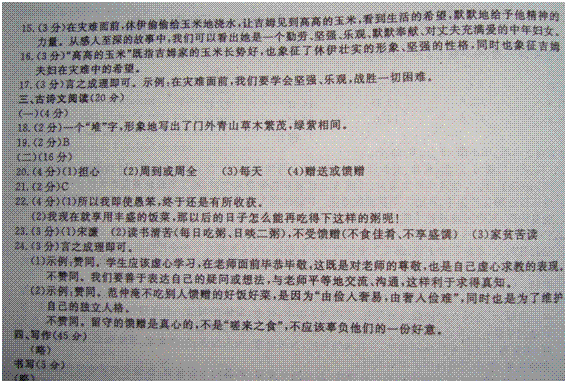 15.(3分)在灾难面前,休伊偷偷给玉米地浇水,让吉姆见到高高的玉米,看到生活的希望,默默地给予他精神的
力量。从感人至深的故事中,我们可以看出她是一个勤劳、坚强、乐观、默默奉献、对丈夫充满爱的中年妇女。
16.(3分)“高高的玉米”既指吉姆家的玉米长势好,也象征了休伊壮实的形象、坚强的性格,同时也象征吉姆
夫妇在灾难中的希望。
17.(3分)言之成理即可。示例:在灾难面前,我们要学会坚强、乐观,战胜一切困难。
三、古诗文阅读(20分)
(一)(4分)
18.(2分)一个“堆”字,形象地写出了门外青山草木繁茂,绿紫相间。
19.(2分)B
(二)(16分)
20.(4分)(1)担心 (2)周到或周全 (3)每天 (4)赠送或馈赠
21.(2分)C
22.(4分)(1)所以我即使愚笨,终于还是有所收获。
(2)我现在就享用丰盛的饭菜,那以后的日子怎么能再吃得下这样的粥呢!
23.(3分)(1)宋濂 (2)读书清苦(每日吃粥、日啖二粥),不受馈赠(不食佳肴、不享盛馔) (3)家贫苦读
24.(3分)言之成理即可。
(1)示例:赞同。学生应该虚心学习,在老师面前毕恭毕敬,这既是对老师的尊敬,也是自己虚心求教的表现。
不赞同。我们要善于表达自己的疑问或想法,与老师平等地交流、沟通,这样利于求得真知。
(2)示例:赞同。范仲淹不吃别人馈赠的好饭好菜,是因为“由俭入奢易,由奢入俭难”,同时也是为了维护
自己的独立人格。
不赞同。留守的馈赠是真心的,不是“嗟来之食”,不应该辜负他们的一份好意。
四、写作(45分)
(略)
书写(5分)
(略)